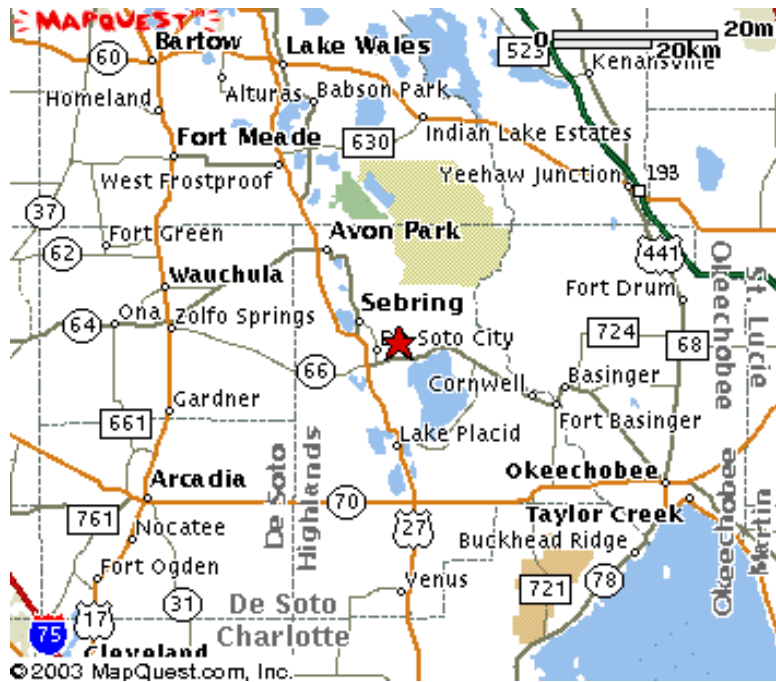 MAPQUEST
Bartow
Lake Wales
523
0
20m
20km
Kenansville
60
Homeland
Alturas
Babson Park
Fort Meade
630
Indian Lake Estates
West Frostproof
Yeehaw Junction
193
37
Fort Green
62
Avon Park
441
Okeechobee
St. Lucie
Wauchula
Sebring
Fort Drum
64
Ona
Zolfo Springs
Soto City
724
68
66
Cornwell
Basinger
Gardner
Fort Basinger
661
Lake Placid
De Soto
Highlands
Okeechobee
Arcadia
70
Taylor Creek
Okeechobee
Martin
761
27
Nocatee
Buckhead Ridge
Fort Ogden
Venus
721
78
31
De Soto
17
75
Charlotte
Cleveland
©2003 MapQuest.com, Inc.